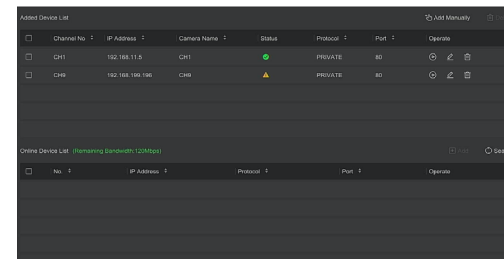 Added Device List Add Manually
Channel No. IP Address Camera Name Status Protocol Port Operate
CH1 192.168.11.5 CH1 PRIVATE 80
CH9 192.168.199.196 CH9 PRIVATE 80
Online Device List (Remaining Bandwidth:120Mbps) Add
No. IP Address Protocol Port Operate